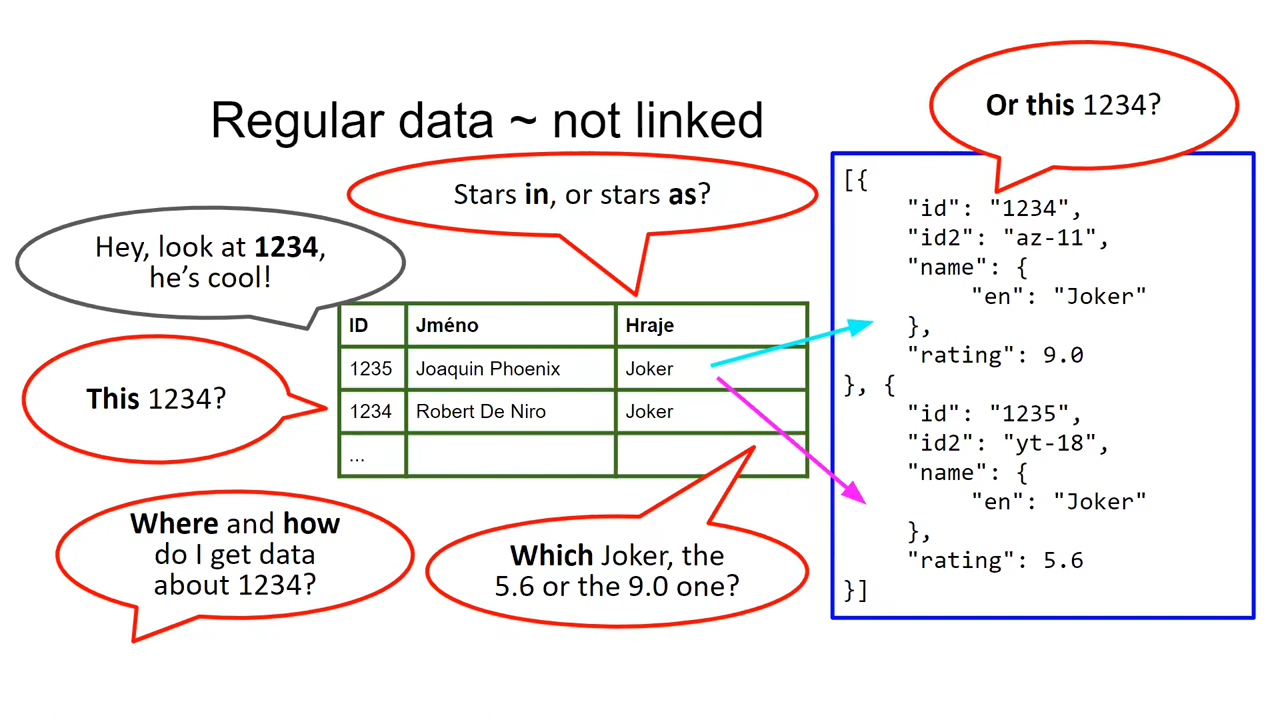 Regular data ~ not linked
Or this 1234?
Stars in, or stars as?
Hey, look at 1234,
he’s cool!
This 1234?
Where and how
do I get data
about 1234?
ID Jméno Hraje
1235 Joaquin Phoenix Joker
1234 Robert De Niro Joker
...
Which Joker, the
5.6 or the 9.0 one?
[{
"id": "1234",
"id2": "az-11",
"name": {
"en": "Joker"
},
"rating": 9.0
}, {
"id": "1235",
"id2": "yt-18",
"name": {
"en": "Joker"
},
"rating": 5.6
}]